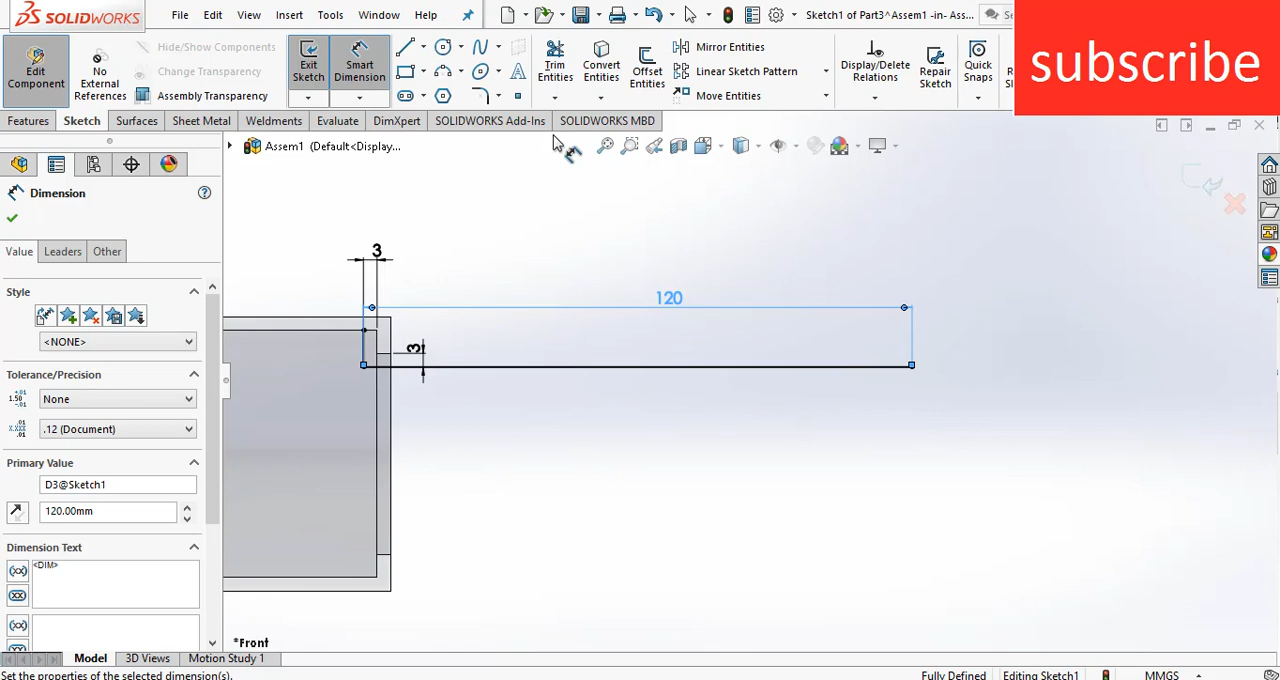 SOLIDWORKS
File Edit View Insert Tools Window Help
Sketch1 of Part3^Assem1 -in- Ass...
subscribe
Edit Component
No External References
Hide/Show Components
Change Transparency
Assembly Transparency
Exit Sketch
Smart Dimension
Trim Entities
Convert Entities
Offset Entities
Mirror Entities
Linear Sketch Pattern
Move Entities
Display/Delete Relations
Repair Sketch
Quick Snaps
Features Sketch Surfaces Sheet Metal Weldments Evaluate DimXpert SOLIDWORKS Add-Ins SOLIDWORKS MBD
Assem1 (Default<Display...
Dimension
Value Leaders Other
Style
<NONE>
Tolerance/Precision
None
.12 (Document)
Primary Value
D3@Sketch1
120.00mm
Dimension Text
<DIM>
3
120
3
*Front
Model 3D Views Motion Study 1
Set the properties of the selected dimension(s).
Fully Defined Editing Sketch1 MMGS